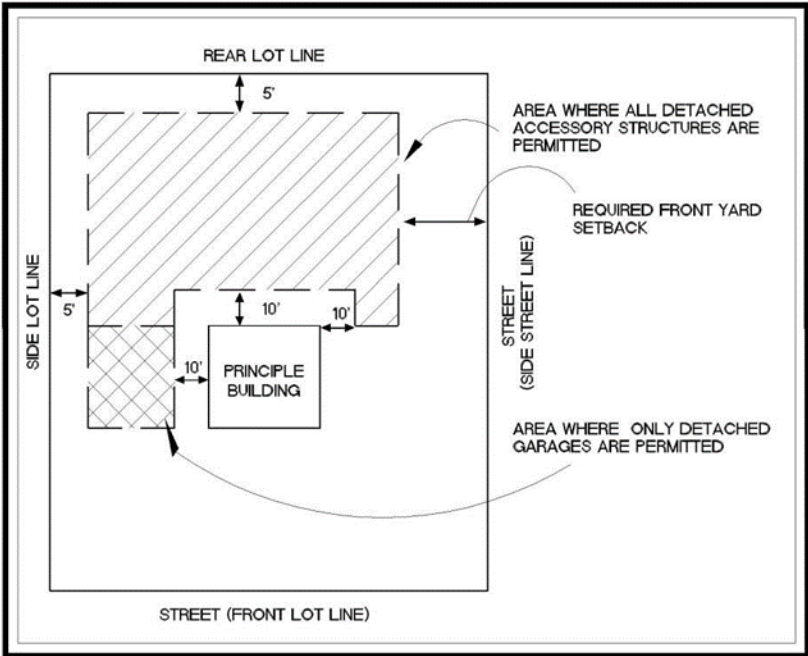 REAR LOT LINE
5'
AREA WHERE ALL DETACHED
ACCESSORY STRUCTURES ARE
PERMITTED
REQUIRED FRONT YARD
SETBACK
SIDE LOT LINE
5'
10'
10'
10'
PRINCIPLE
BUILDING
STREET
(SIDE STREET LINE)
AREA WHERE ONLY DETACHED
GARAGES ARE PERMITTED
STREET (FRONT LOT LINE)